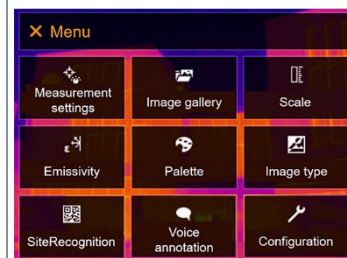 × Menu
Measurement
settings
Image gallery
Scale
ε
Emissivity
Palette
Image type
SiteRecognition
Voice
annotation
Configuration